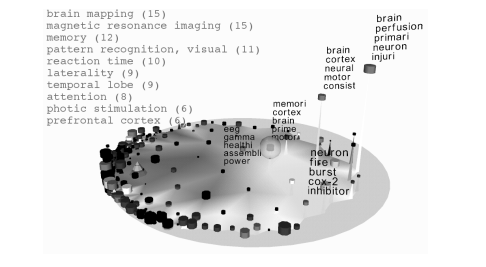 brain mapping (15)
magnetic resonance imaging (15)
memory (12)
pattern recognition, visual (11)
reaction time (10)
laterality (9)
temporal lobe (9)
attention (8)
photic stimulation (6)
prefrontal cortex (6)
brain
perfusion
primari
neuron
injuri
brain
cortex
neural
motor
consist
memori
cortex
brain
prime
motor
eeg
gamma
healthi
assembli
power
neuron
fire
burst
cox-2
inhibitor